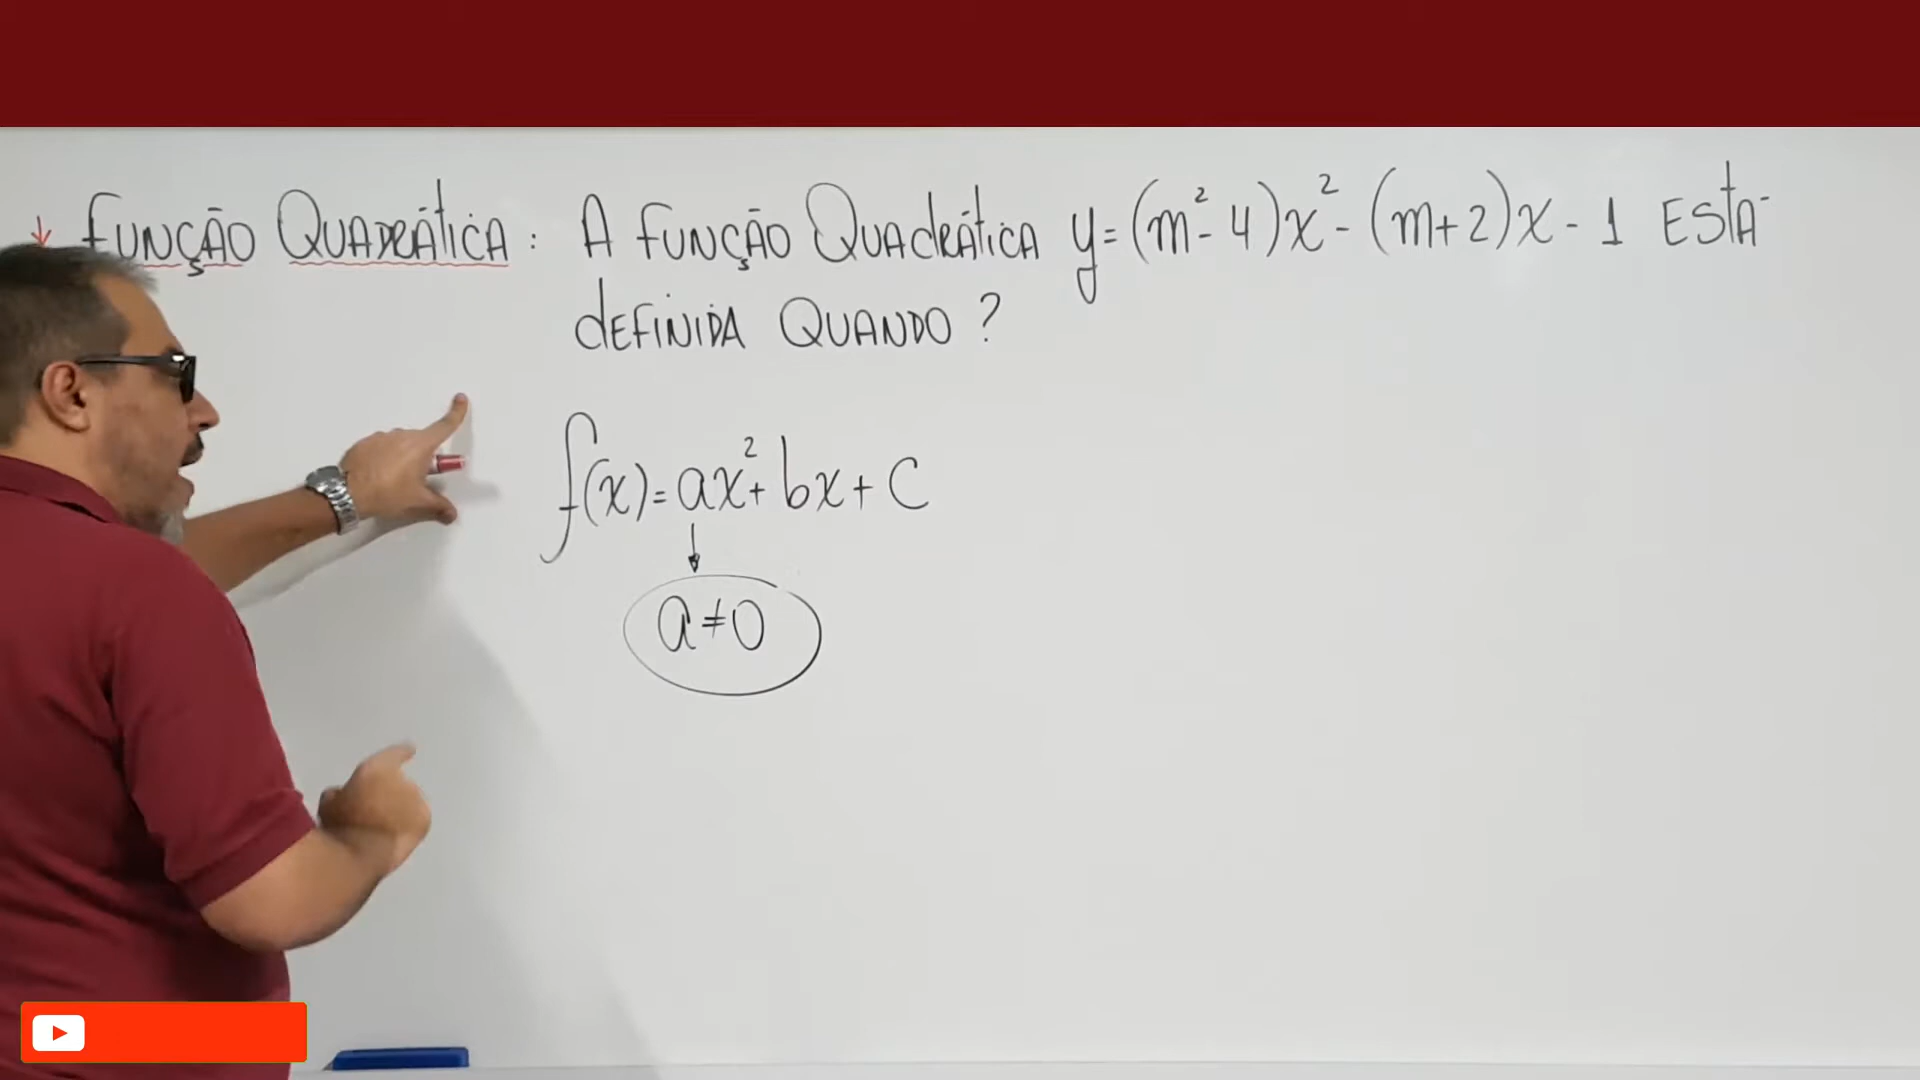 FUNÇÃO QUADRÁTICA: A FUNÇÃO QUADRÁTICA y=(m²-4)x²-(m+2)x-1 ESTÁ
DEFINIDA QUANDO?
f(x)=ax²+bx+c
a≠0